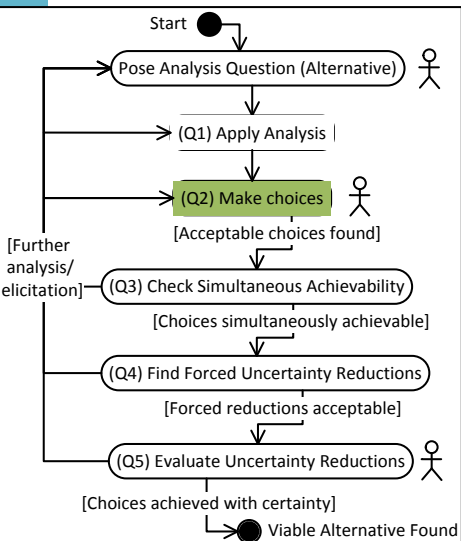 Start
Pose Analysis Question (Alternative)
(Q1) Apply Analysis
(Q2) Make choices
[Acceptable choices found]
[Further
analysis/
elicitation]
(Q3) Check Simultaneous Achievability
[Choices simultaneously achievable]
(Q4) Find Forced Uncertainty Reductions
[Forced reductions acceptable]
(Q5) Evaluate Uncertainty Reductions
[Choices achieved with certainty]
Viable Alternative Found